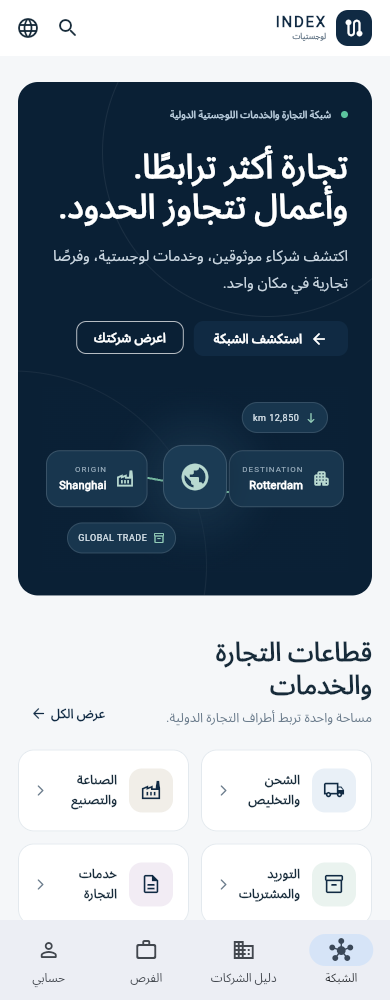 INDEX
لوجستيات
شبكة التجارة والخدمات اللوجستية الدولية
تجارة أكثر ترابطًا.
وأعمال تتجاوز الحدود.
اكتشف شركاء موثوقين، وخدمات لوجستية، وفرصًا
تجارية في مكان واحد.
استكشف الشبكة
اعرض شركتك
12,850 km
DESTINATION
Rotterdam
ORIGIN
Shanghai
GLOBAL TRADE
قطاعات التجارة
والخدمات
مساحة واحدة تربط أطراف التجارة الدولية.
عرض الكل
الشحن
والتخليص
الصناعة
والتصنيع
التوريد
والمشتريات
خدمات
التجارة
الشبكة
دليل الشركات
الفرص
حسابي